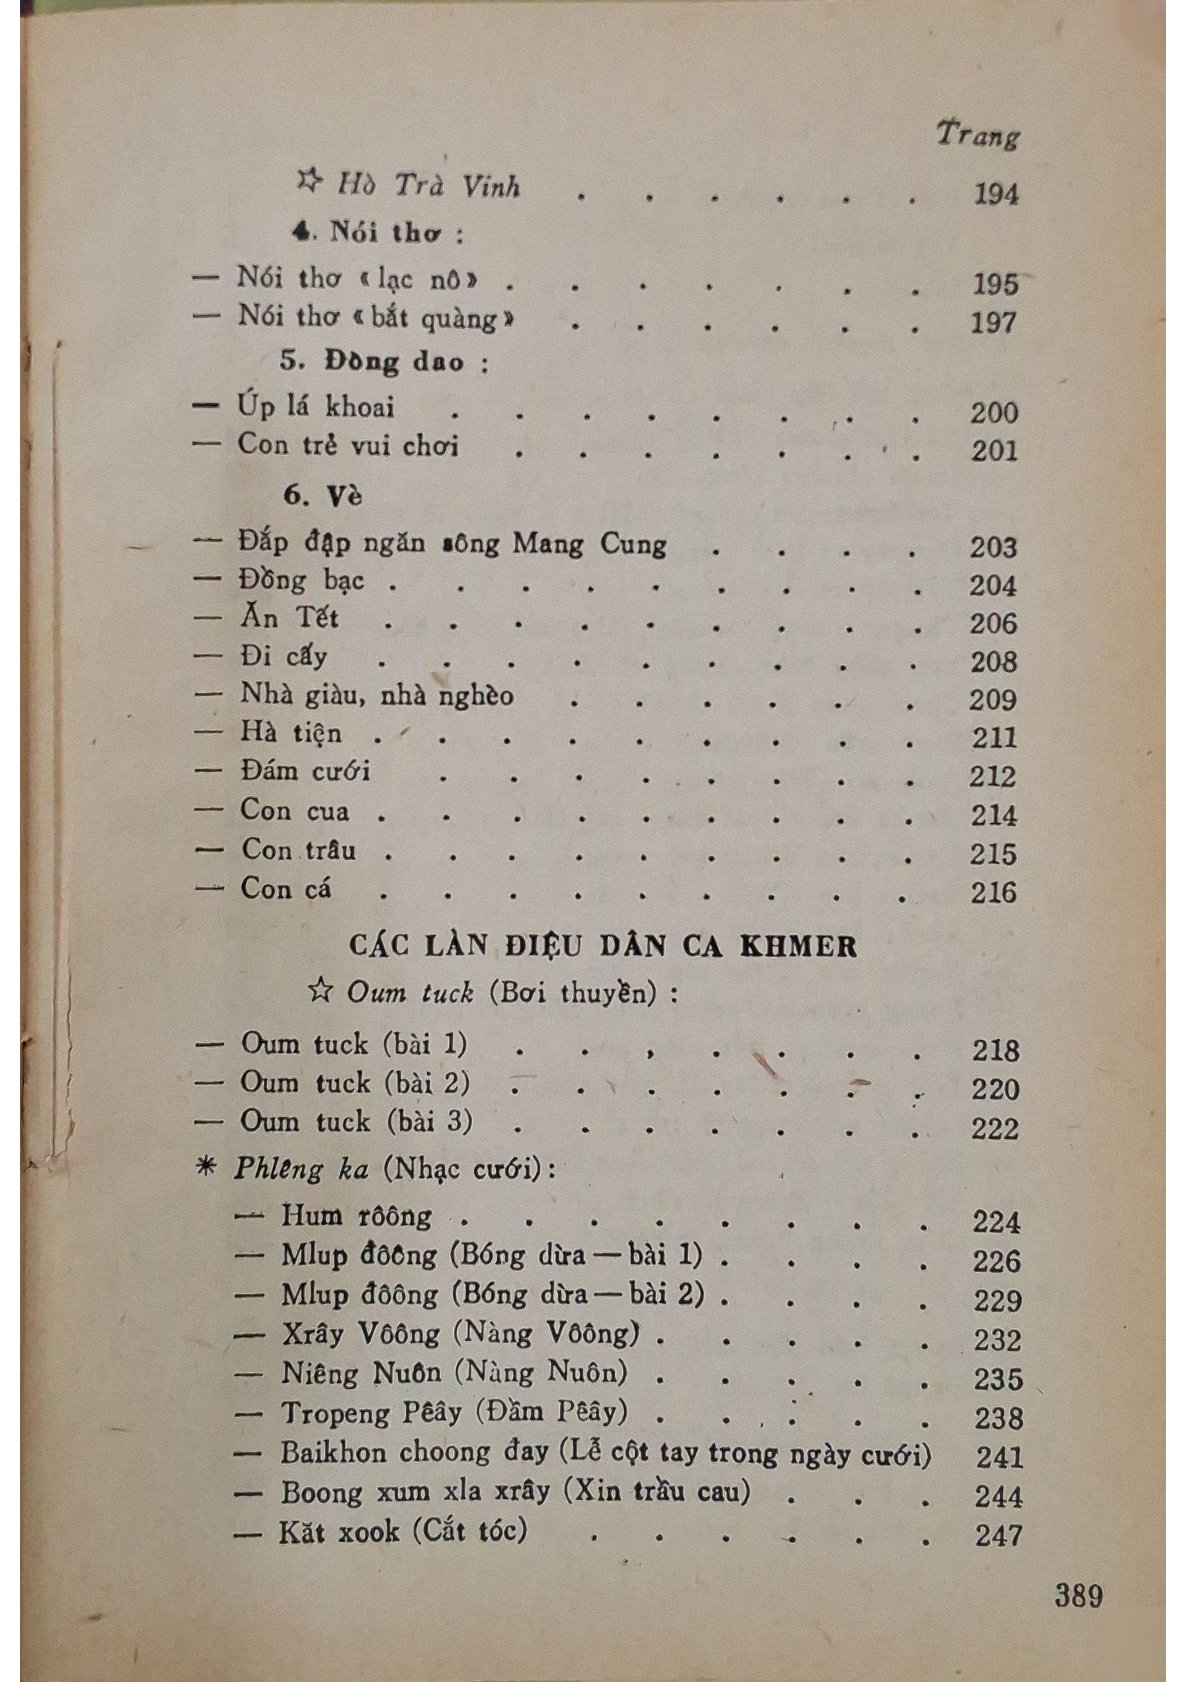 Trang
☆ Hò Trà Vinh . . . . . . 194
4. Nói thơ :
— Nói thơ « lạc nô » . . . . . . . 195
— Nói thơ « bắt quàng » . . . . . . 197
5. Đồng dao :
— Úp lá khoai . . . . . . . . 200
— Con trẻ vui chơi . . . . . . . 201
6. Vè
— Đắp đập ngăn sông Mang Cung . . . . 203
— Đồng bạc . . . . . . . . . 204
— Ăn Tết . . . . . . . . . 206
— Đi cấy . . . . . . . . . 208
— Nhà giàu, nhà nghèo . . . . . . 209
— Hà tiện . . . . . . . . . 211
— Đám cưới . . . . . . . . 212
— Con cua . . . . . . . . . 214
— Con trâu . . . . . . . . . 215
— Con cá . . . . . . . . . 216
CÁC LÀN ĐIỆU DÂN CA KHMER
☆ Oum tuck (Bơi thuyền) :
— Oum tuck (bài 1) . . . . . . . 218
— Oum tuck (bài 2) . . . . . . . 220
— Oum tuck (bài 3) . . . . . . . 222
* Phlêng ka (Nhạc cưới) :
— Hum rôông . . . . . . . . 224
— Mlup đôông (Bóng dừa — bài 1) . . . . 226
— Mlup đôông (Bóng dừa — bài 2) . . . . 229
— Xrây Vôông (Nàng Vôông) . . . . . 232
— Niêng Nuôn (Nàng Nuôn) . . . . . 235
— Tropeng Pêây (Đầm Pêây) . . . . . 238
— Baikhon choong đay (Lễ cột tay trong ngày cưới) 241
— Boong xum xla xrây (Xin trầu cau) . . . 244
— Kăt xook (Cắt tóc) . . . . . . 247
389